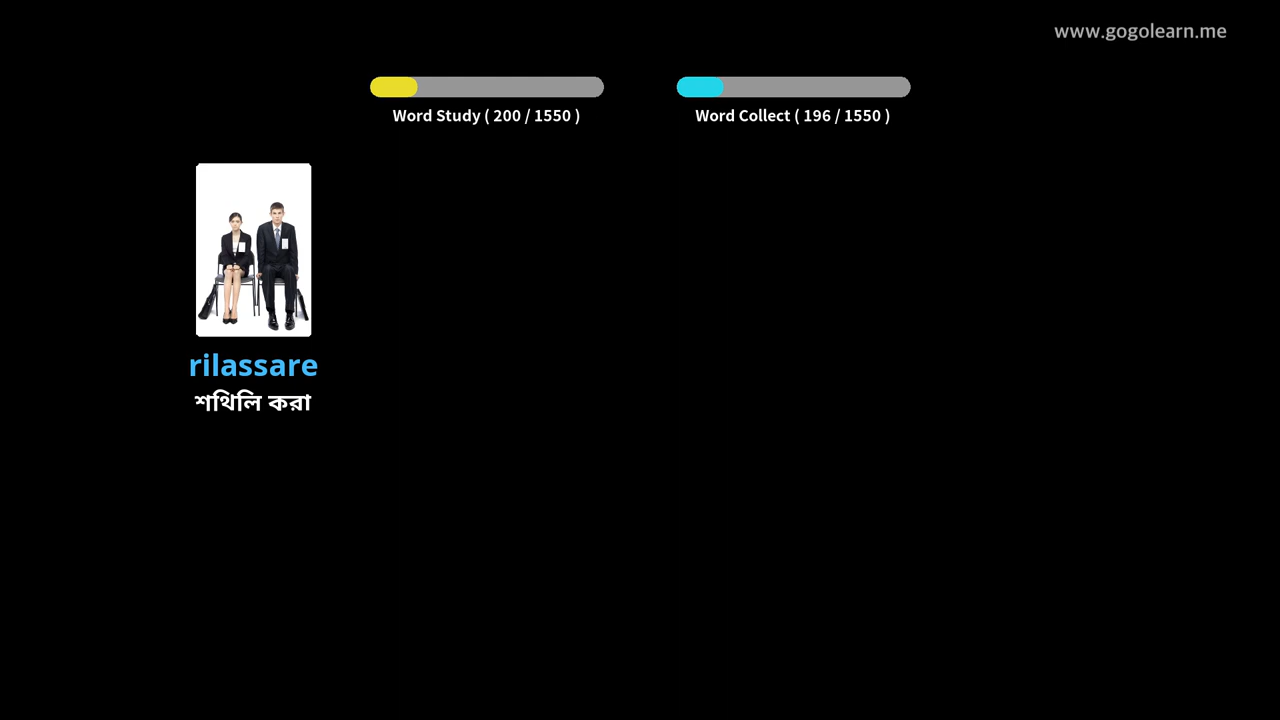 www.gogolearn.me
Word Study ( 200 / 1550 )
Word Collect ( 196 / 1550 )
rilassare
শথিলি করা